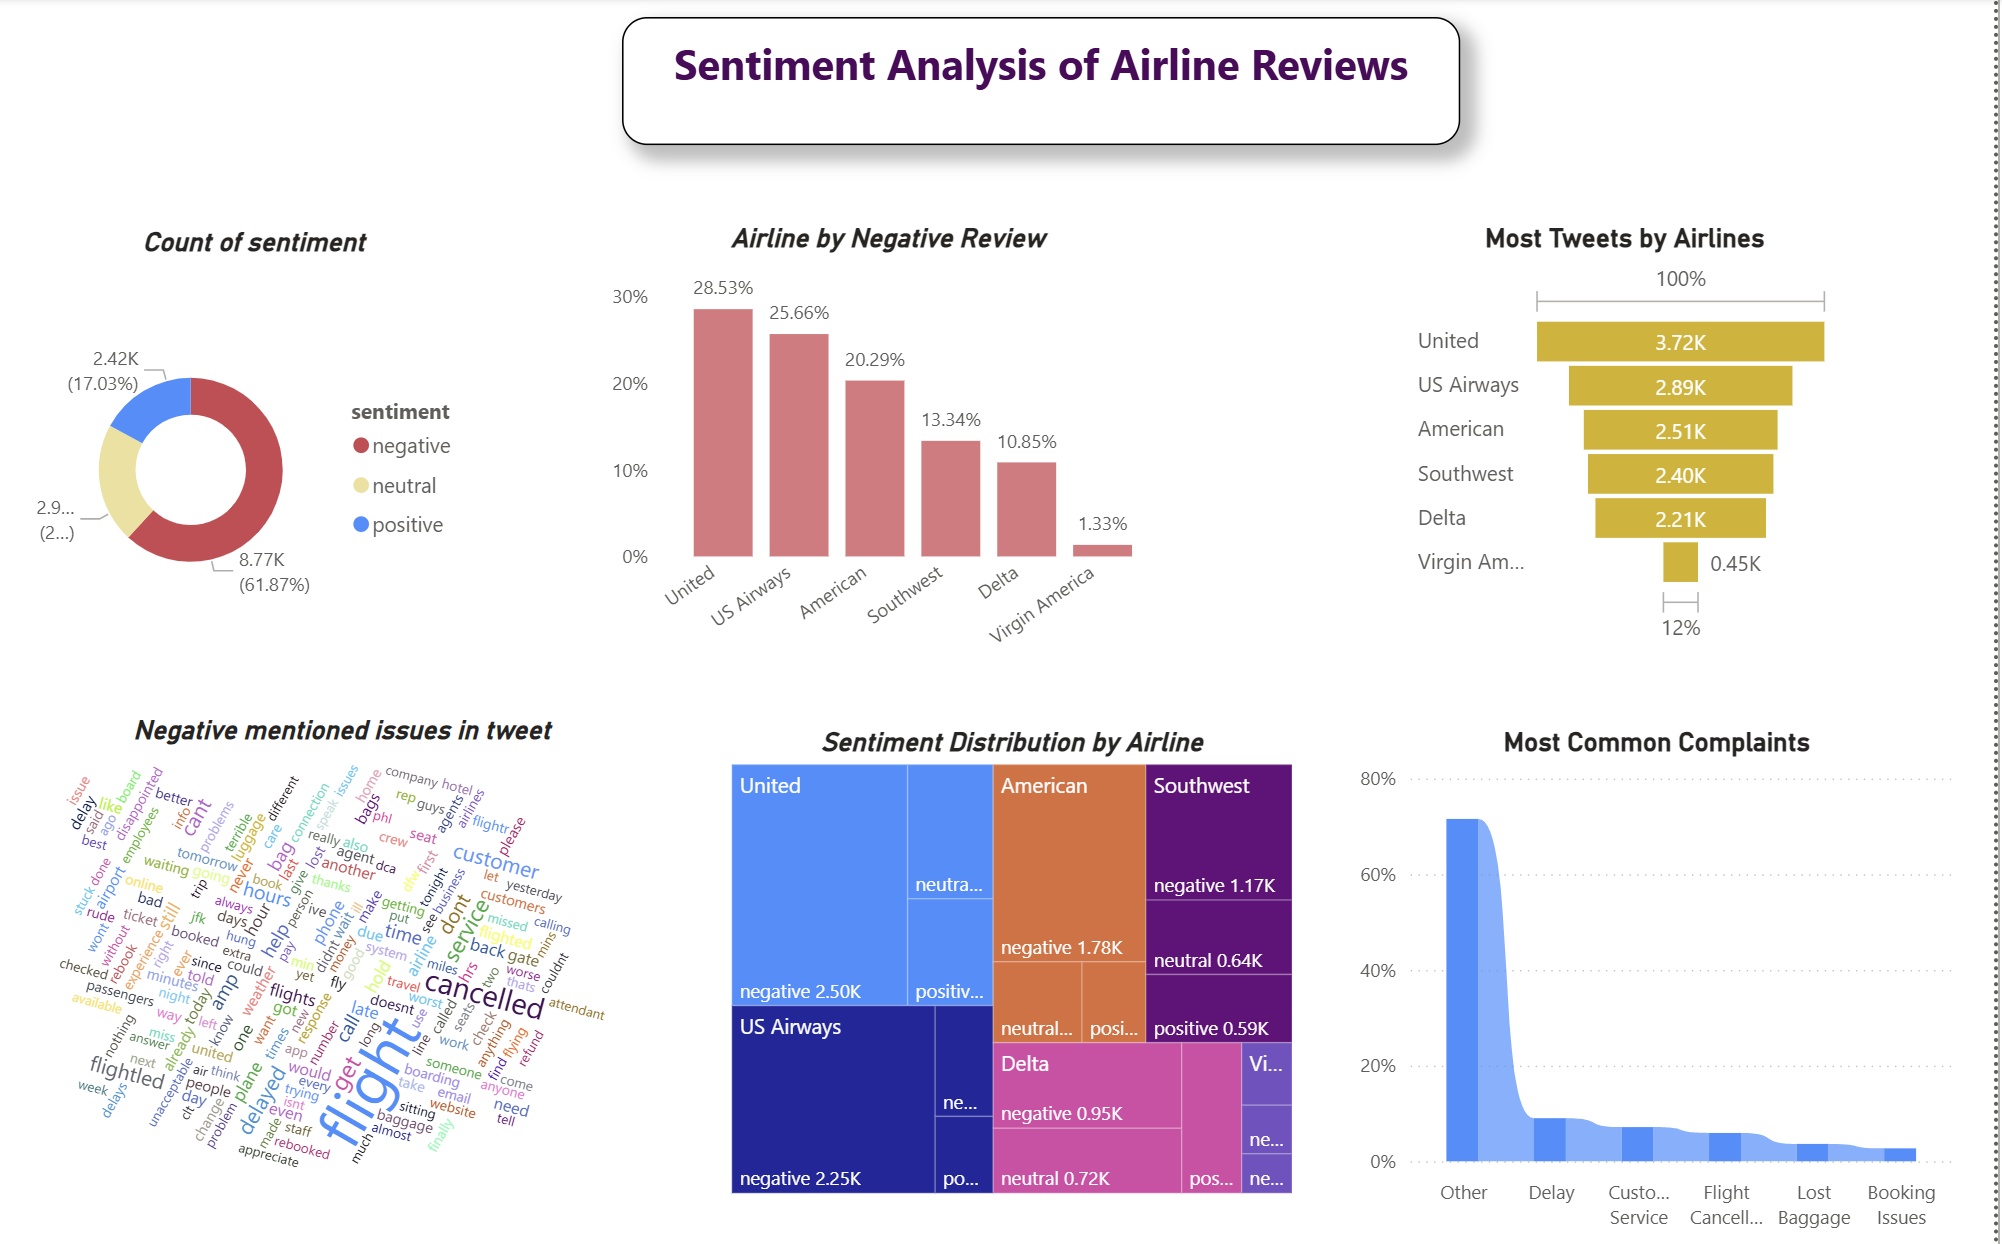 Sentiment Analysis of Airline Reviews
Count of sentiment
2.42K
(17.03%)
2.9...
(2...)
8.77K
(61.87%)
sentiment
negative
neutral
positive
Airline by Negative Review
30%
20%
10%
0%
28.53%
25.66%
20.29%
13.34%
10.85%
1.33%
United
US Airways
American
Southwest
Delta
Virgin America
Most Tweets by Airlines
100%
United
3.72K
US Airways
2.89K
American
2.51K
Southwest
2.40K
Delta
2.21K
Virgin Am...
0.45K
12%
Negative mentioned issues in tweet
issue
delay
said
like
ago
board
disappointed
best
better
employees
info
cant
problems
different
terrible
luggage
care
connection
speak
issues
home
company
hotel
rep
guys
bags
phl
agents
airlines
flightr
please
really
also
crew
seat
agent
dca
first
customer
tomorrow
waiting
going
never
bag
last
lost
another
give
thanks
book
hours
trip
online
done
stuck
airport
bad
rude
ticket
still
jfk
always
days
hour
person
ive
phone
wait
ill
make
getting
put
dfw
tonight
see
business
let
yesterday
customers
dont
service
missed
calling
flighted
mins
wont
without
rebook
experience
right
booked
hung
extra
help
pay
didnt
money
due
time
system
good
airline
back
gate
couldnt
checked
passengers
available
minutes
ever
since
told
could
min
yet
fly
hold
travel
miles
hrs
two
worse
thats
night
today
amp
weather
flights
got
response
new
late
doesnt
worst
cancelled
attendant
nothing
way
left
miss
answer
already
know
one
want
times
number
call
long
use
called
seats
check
line
work
anything
flying
refund
flightled
next
united
air
think
app
would
get
flight
someone
find
come
week
delays
unacceptable
people
day
clt
plane
delayed
every
trying
isnt
even
boarding
take
email
anyone
need
tell
change
problem
made
staff
rebooked
appreciate
much
almost
baggage
sitting
website
finally
Sentiment Distribution by Airline
United
negative 2.50K
neutra...
positiv...
US Airways
negative 2.25K
ne...
po...
American
negative 1.78K
neutral...
posi...
Southwest
negative 1.17K
neutral 0.64K
positive 0.59K
Delta
negative 0.95K
neutral 0.72K
pos...
Vi...
ne...
ne...
Most Common Complaints
80%
60%
40%
20%
0%
Other
Delay
Custo...
Service
Flight
Cancell...
Lost
Baggage
Booking
Issues